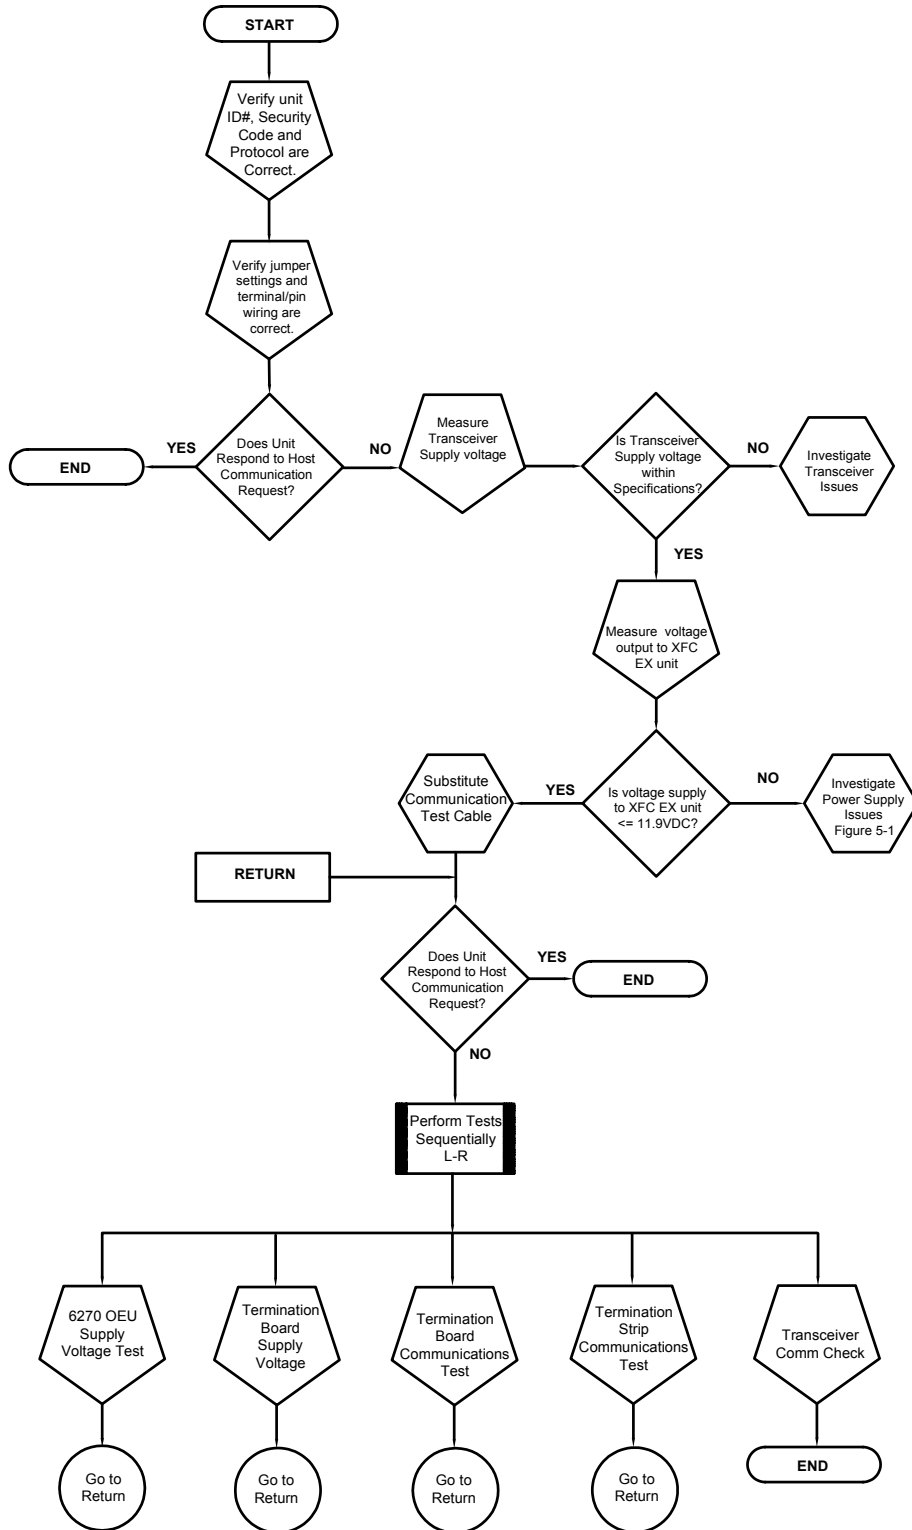 START
Verify unit
ID#, Security
Code and
Protocol are
Correct.
Verify jumper
settings and
terminal/pin
wiring are
correct.
Does Unit
Respond to Host
Communication
Request?
YES
END
NO
Measure
Transceiver
Supply voltage
Is Transceiver
Supply voltage
within
Specifications?
NO
Investigate
Transceiver
Issues
YES
Measure voltage
output to XFC
EX unit
Is voltage supply
to XFC EX unit
<= 11.9VDC?
NO
Investigate
Power Supply
Issues
Figure 5-1
YES
Substitute
Communication
Test Cable
RETURN
Does Unit
Respond to Host
Communication
Request?
YES
END
NO
Perform Tests
Sequentially
L-R
6270 OEU
Supply
Voltage Test
Termination
Board
Supply
Voltage
Termination
Board
Communications
Test
Termination
Strip
Communications
Test
Transceiver
Comm Check
Go to
Return
Go to
Return
Go to
Return
Go to
Return
END